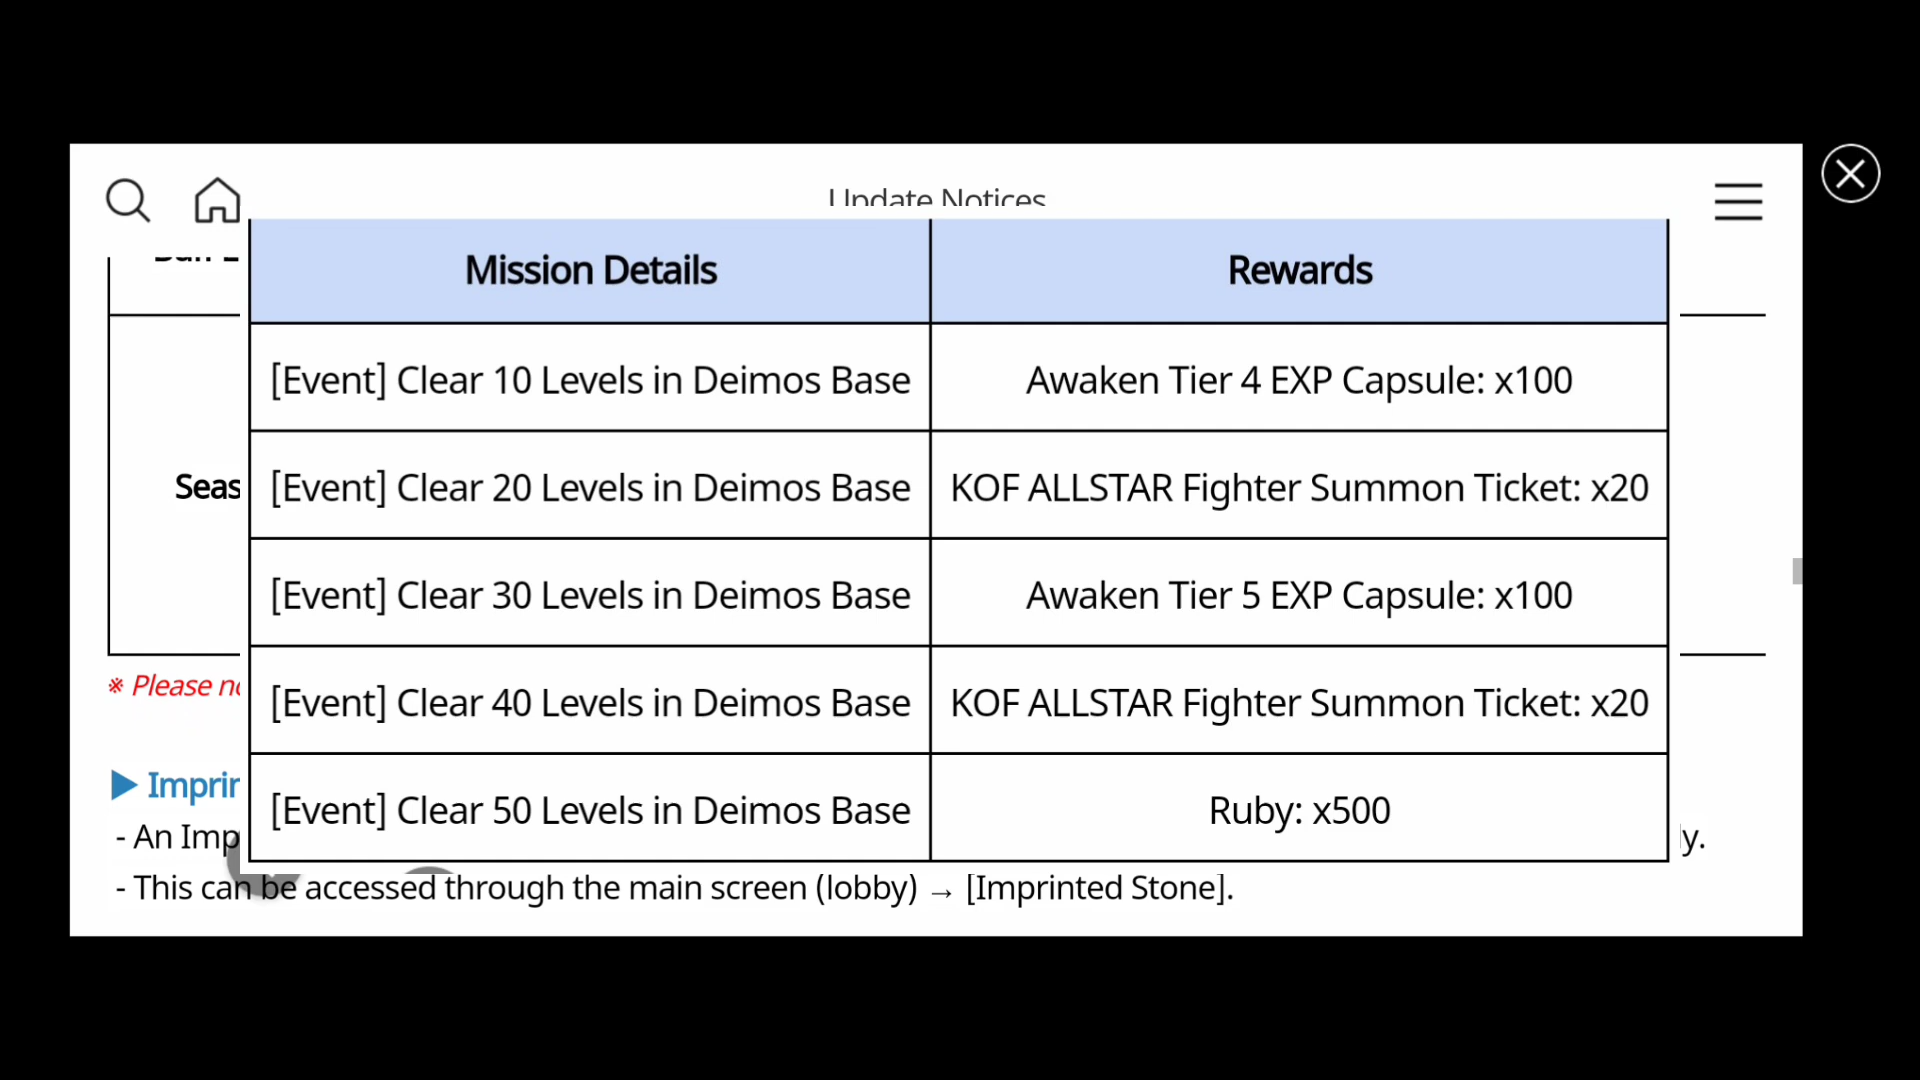 Update Notices
Mission Details Rewards
[Event] Clear 10 Levels in Deimos Base Awaken Tier 4 EXP Capsule: x100
[Event] Clear 20 Levels in Deimos Base KOF ALLSTAR Fighter Summon Ticket: x20
[Event] Clear 30 Levels in Deimos Base Awaken Tier 5 EXP Capsule: x100
[Event] Clear 40 Levels in Deimos Base KOF ALLSTAR Fighter Summon Ticket: x20
[Event] Clear 50 Levels in Deimos Base Ruby: x500
Seas
※ Please
▶ Imprin
- An Imp
- This can be accessed through the main screen (lobby) → [Imprinted Stone].